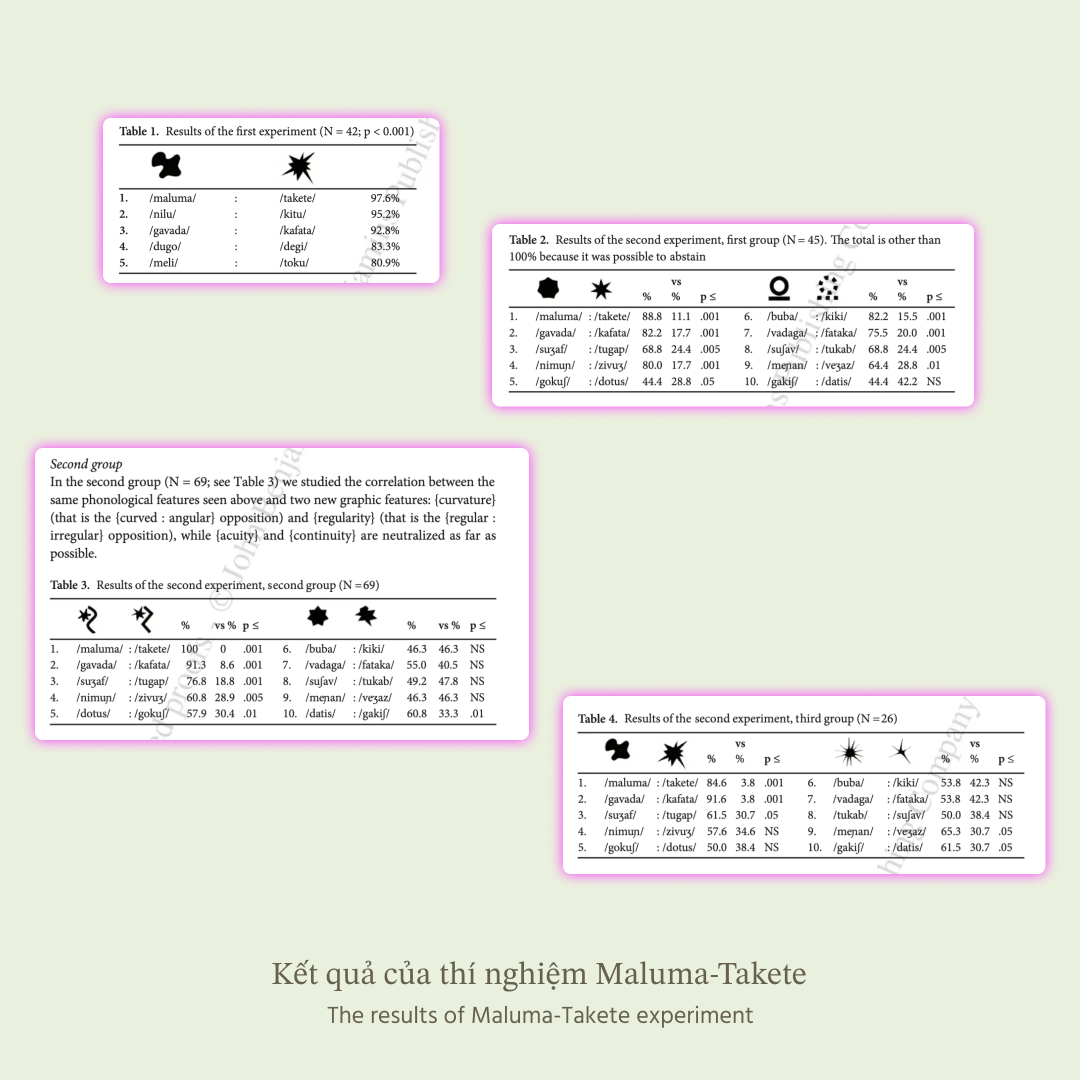 Table 1. Results of the first experiment (N = 42; p < 0.001)
1. /maluma/ : /takete/ 97.6%
2. /nilu/ : /kitu/ 95.2%
3. /gavada/ : /kafata/ 92.8%
4. /dugo/ : /degi/ 83.3%
5. /meli/ : /toku/ 80.9%
Table 2. Results of the second experiment, first group (N = 45). The total is other than
100% because it was possible to abstain
vs vs
% % p ≤ % % p ≤
1. /maluma/ : /takete/ 88.8 11.1 .001 6. /buba/ : /kiki/ 82.2 15.5 .001
2. /gavada/ : /kafata/ 82.2 17.7 .001 7. /vadaga/ : /fataka/ 75.5 20.0 .001
3. /suʒaf/ : /tugap/ 68.8 24.4 .005 8. /suʃav/ : /tukab/ 68.8 24.4 .005
4. /nimuɲ/ : /zivuʒ/ 80.0 17.7 .001 9. /meɲan/ : /veʒaz/ 64.4 28.8 .01
5. /gokuʃ/ : /dotus/ 44.4 28.8 .05 10. /gakiʃ/ : /datis/ 44.4 42.2 NS
Second group
In the second group (N = 69; see Table 3) we studied the correlation between the
same phonological features seen above and two new graphic features: {curvature}
(that is the {curved : angular} opposition) and {regularity} (that is the {regular :
irregular} opposition), while {acuity} and {continuity} are neutralized as far as
possible.
Table 3. Results of the second experiment, second group (N = 69)
% vs % p ≤ % vs % p ≤
1. /maluma/ : /takete/ 100 0 .001 6. /buba/ : /kiki/ 46.3 46.3 NS
2. /gavada/ : /kafata/ 91.3 8.6 .001 7. /vadaga/ : /fataka/ 55.0 40.5 NS
3. /suʒaf/ : /tugap/ 76.8 18.8 .001 8. /suʃav/ : /tukab/ 49.2 47.8 NS
4. /nimuɲ/ : /zivuʒ/ 60.8 28.9 .005 9. /meɲan/ : /veʒaz/ 46.3 46.3 NS
5. /dotus/ : /gokuʃ/ 57.9 30.4 .01 10. /datis/ : /gakiʃ/ 60.8 33.3 .01
Table 4. Results of the second experiment, third group (N = 26)
vs vs
% % p ≤ % % p ≤
1. /maluma/ : /takete/ 84.6 3.8 .001 6. /buba/ : /kiki/ 53.8 42.3 NS
2. /gavada/ : /kafata/ 91.6 3.8 .001 7. /vadaga/ : /fataka/ 53.8 42.3 NS
3. /suʒaf/ : /tugap/ 61.5 30.7 .05 8. /tukab/ : /suʃav/ 50.0 38.4 NS
4. /nimuɲ/ : /zivuʒ/ 57.6 34.6 NS 9. /meɲan/ : /veʒaz/ 65.3 30.7 .05
5. /gokuʃ/ : /dotus/ 50.0 38.4 NS 10. /gakiʃ/ : /datis/ 61.5 30.7 .05
Kết quả của thí nghiệm Maluma-Takete
The results of Maluma-Takete experiment